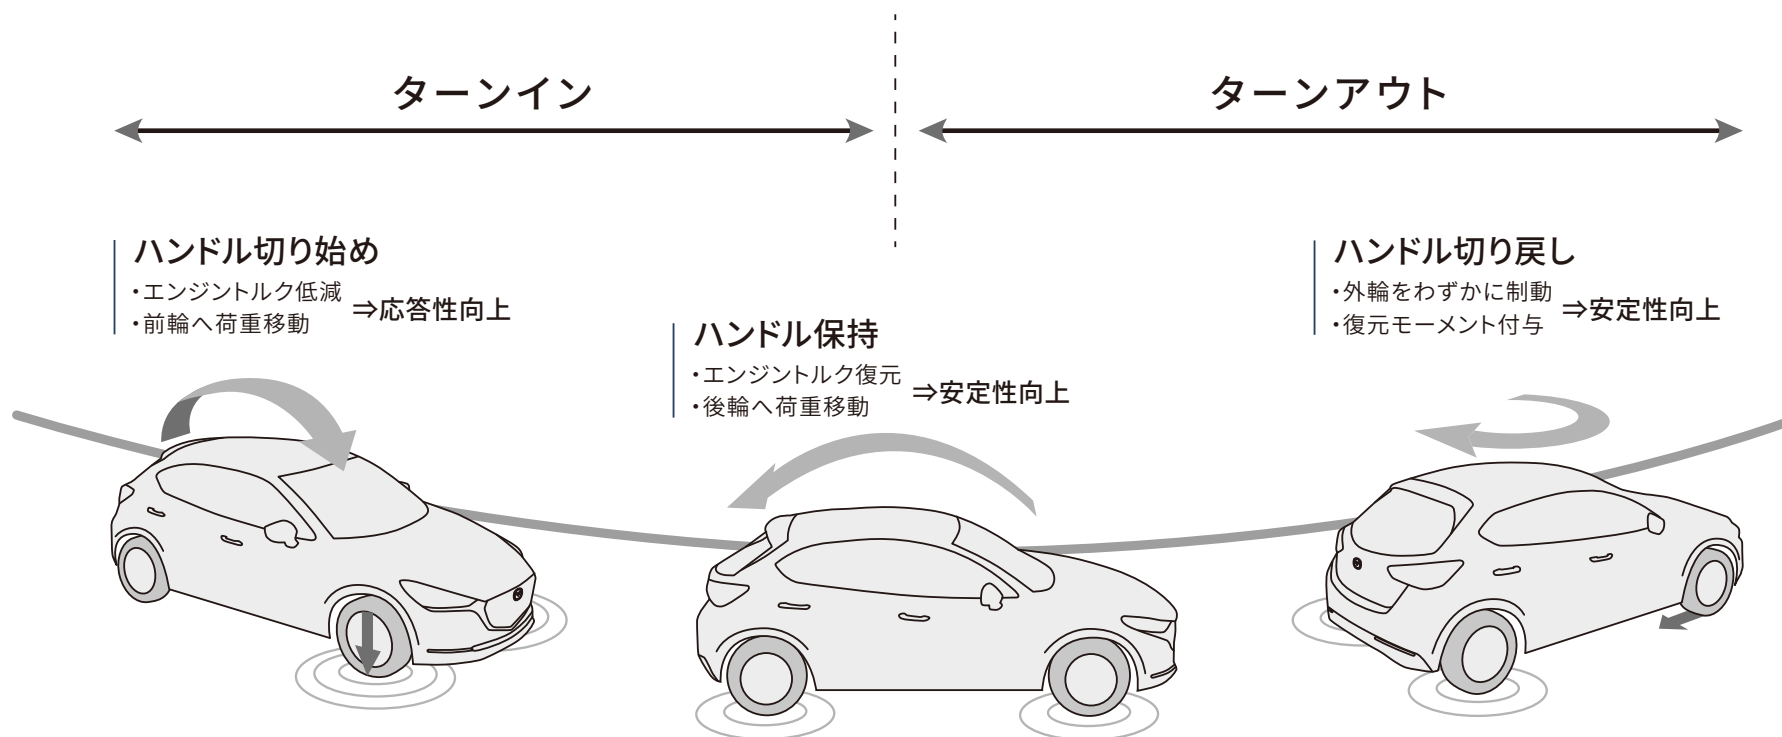 ターンイン
ターンアウト
ハンドル切り始め
・エンジントルク低減
・前輪へ荷重移動
⇒応答性向上
ハンドル保持
・エンジントルク復元
・後輪へ荷重移動
⇒安定性向上
ハンドル切り戻し
・外輪をわずかに制動
・復元モーメント付与
⇒安定性向上